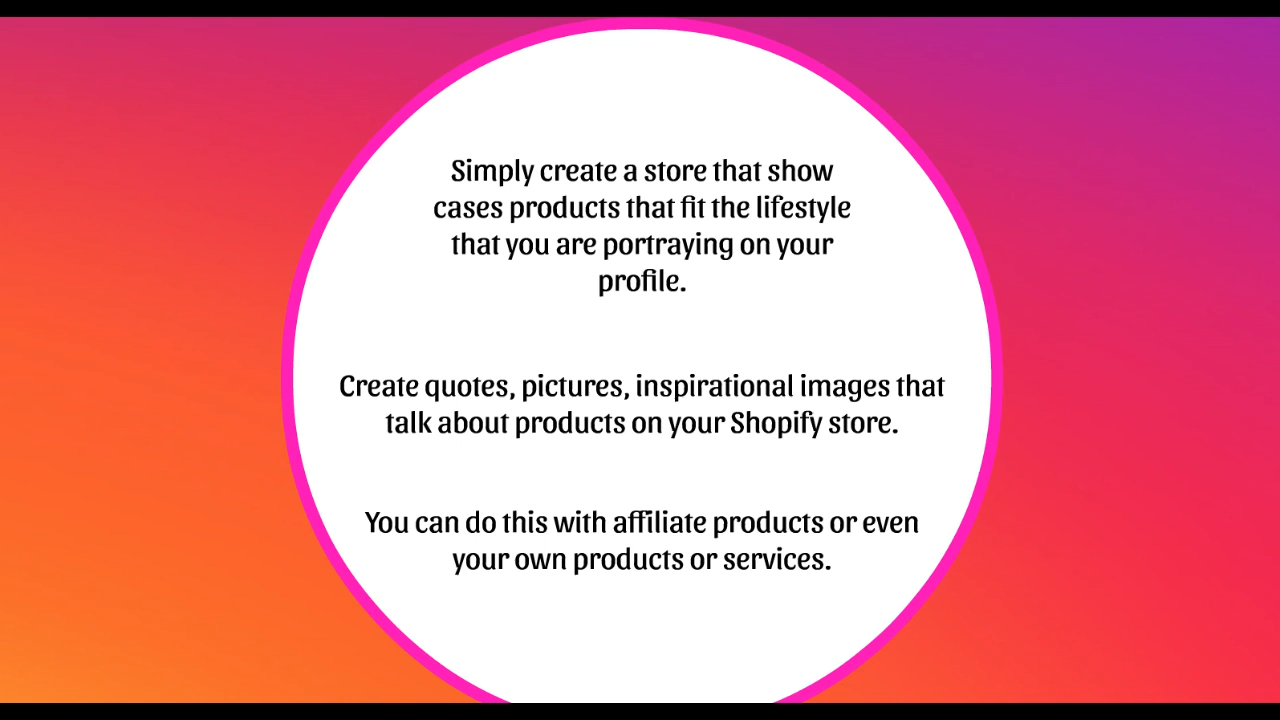 Simply create a store that show
cases products that fit the lifestyle
that you are portraying on your
profile.
Create quotes, pictures, inspirational images that
talk about products on your Shopify store.
You can do this with affiliate products or even
your own products or services.